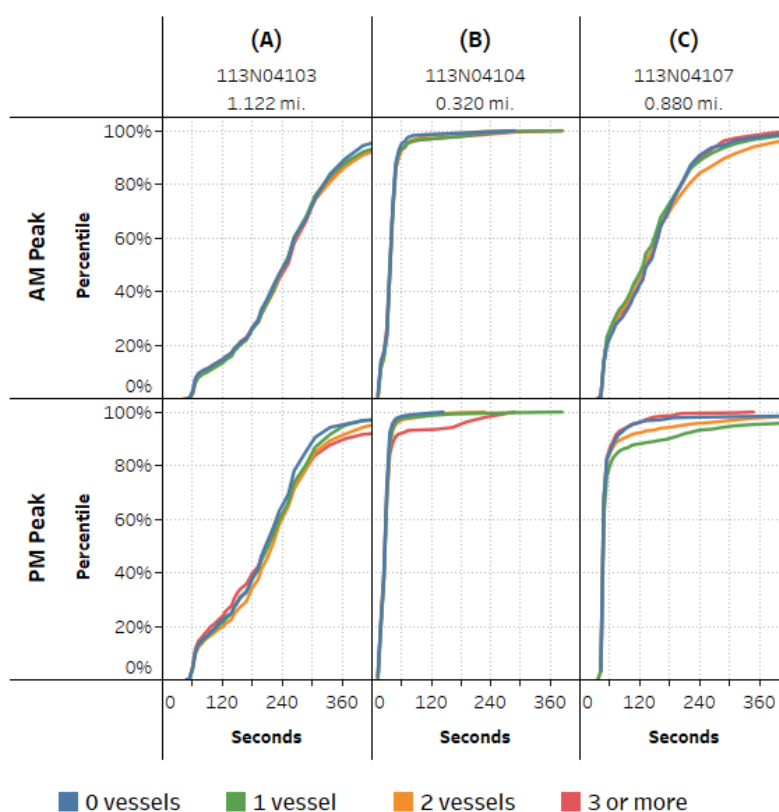 (A) (B) (C)
113N04103 113N04104 113N04107
1.122 mi. 0.320 mi. 0.880 mi.
AM Peak
Percentile
100%
80%
60%
40%
20%
0%
PM Peak
Percentile
100%
80%
60%
40%
20%
0%
0 120 240 360 0 120 240 360 0 120 240 360
Seconds Seconds Seconds
0 vessels 1 vessel 2 vessels 3 or more